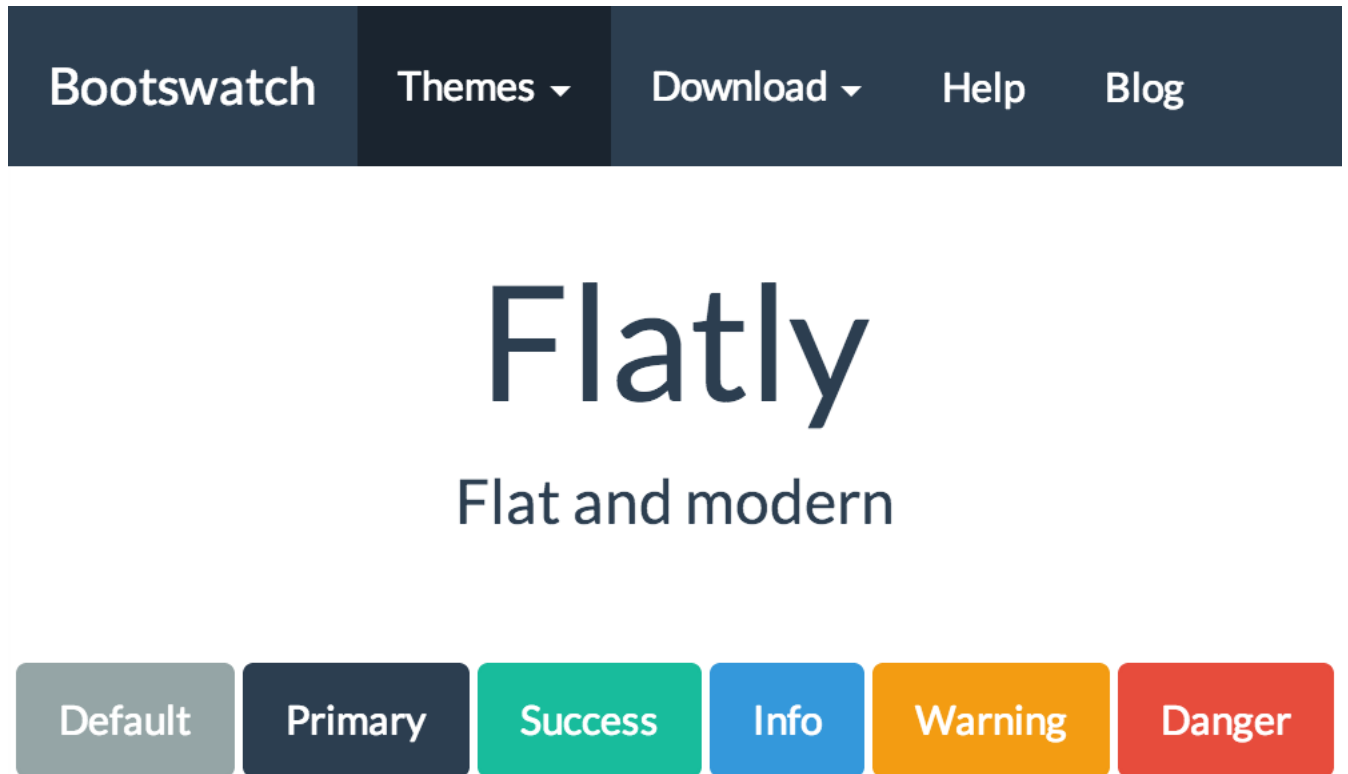 Bootswatch Themes Download Help Blog
Flatly
Flat and modern
Default Primary Success Info Warning Danger